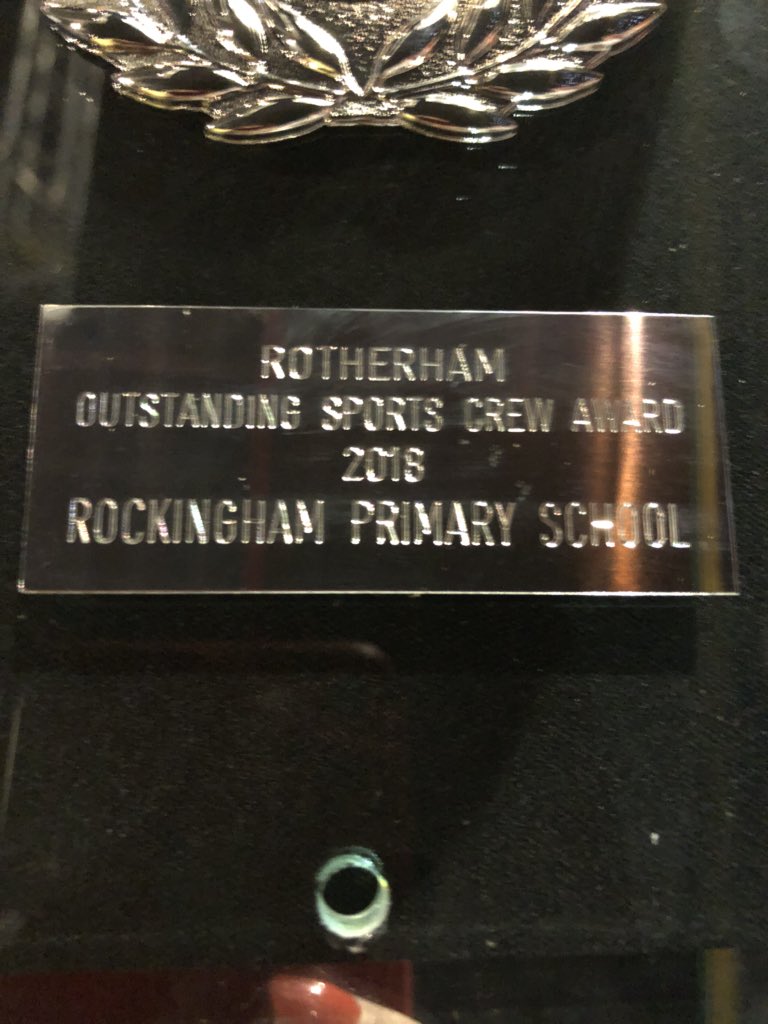 ROTHERHAM
OUTSTANDING SPORTS CREW AWARD
2018
ROCKINGHAM PRIMARY SCHOOL